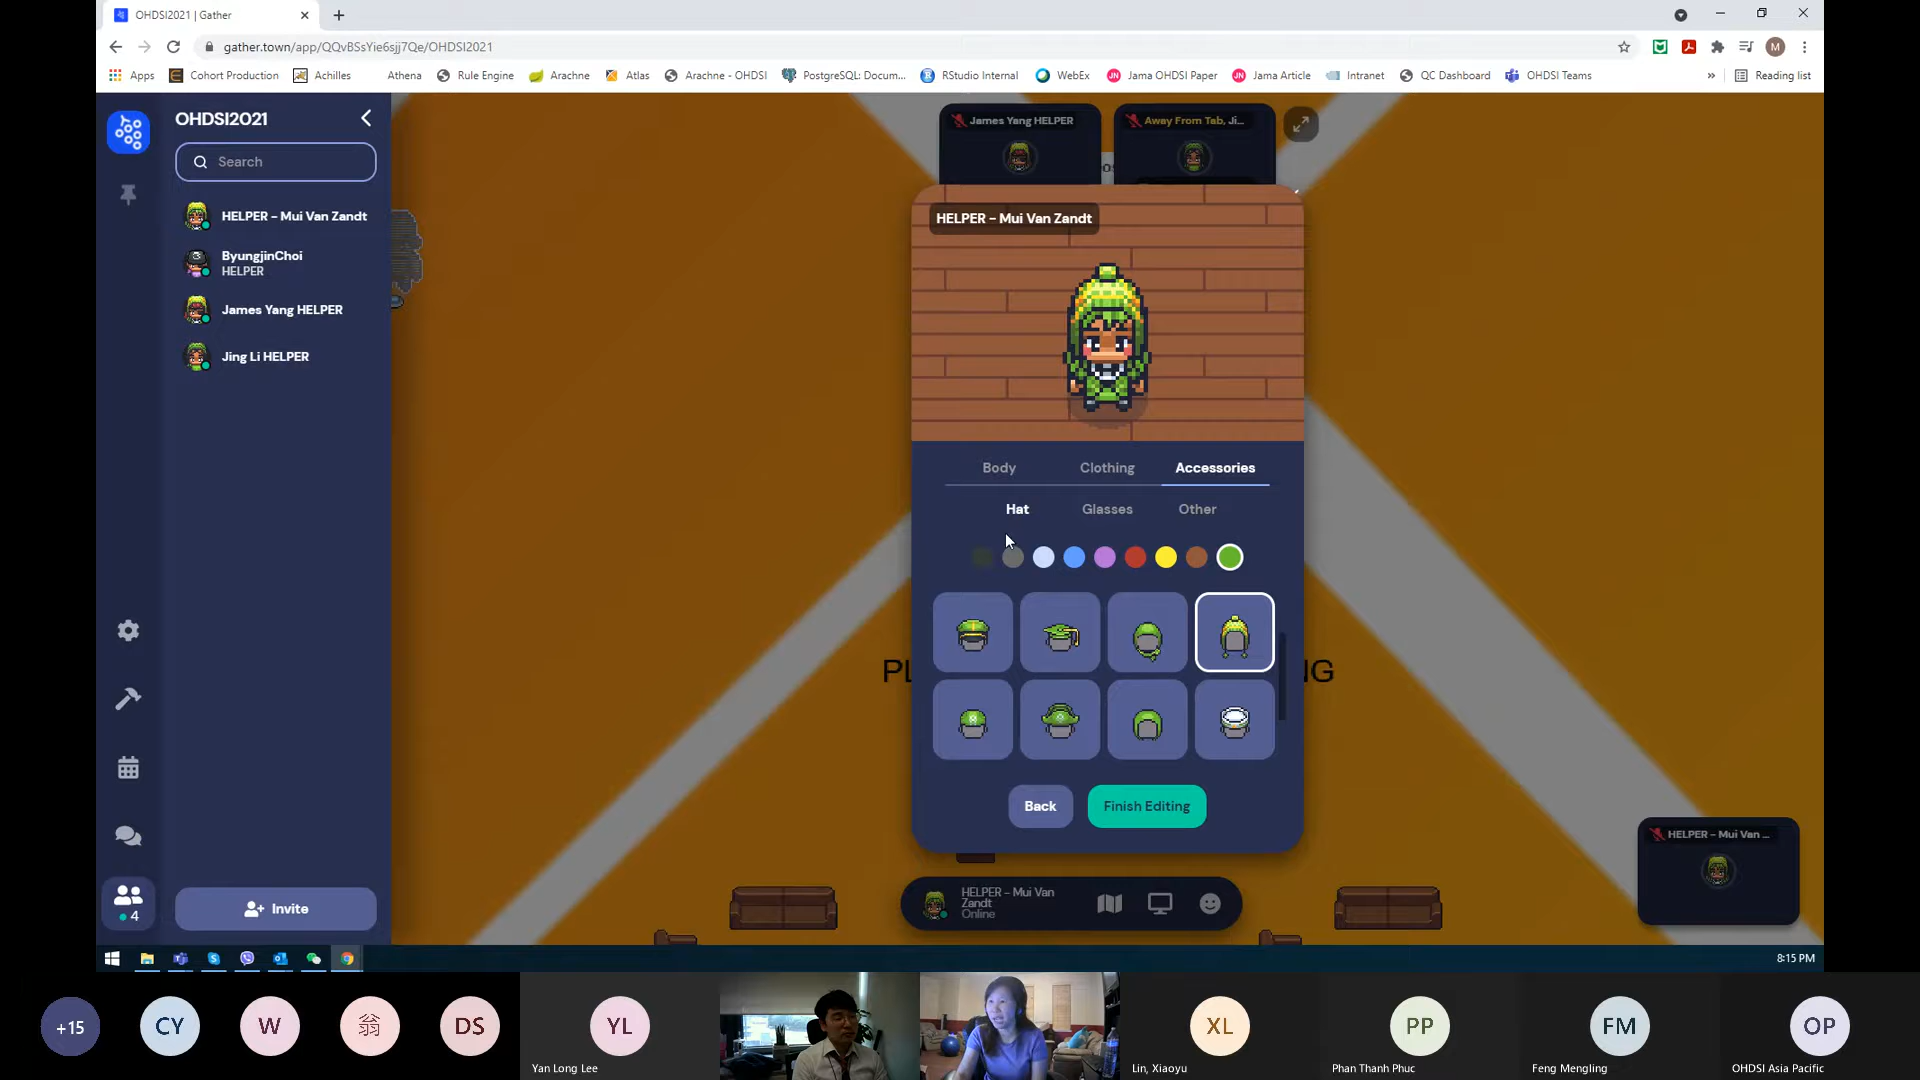 OHDSI2021 | Gather
gather.town/app/QQvBSsYie6sjj7Qe/OHDSI2021
M
Apps Cohort Production Achilles Athena Rule Engine Arachne Atlas Arachne - OHDSI PostgreSQL: Docum... RStudio Internal WebEx Jama OHDSI Paper Jama Article Intranet QC Dashboard OHDSI Teams » Reading list
OHDSI2021
Search
HELPER - Mui Van Zandt
ByungjinChoi
HELPER
James Yang HELPER
Jing Li HELPER
4
Invite
James Yang HELPER
Away From Tab, Ji...
HELPER - Mui Van Zandt
Body Clothing Accessories
Hat Glasses Other
Back Finish Editing
HELPER - Mui Van
Zandt
Online
HELPER - Mui Van ...
8:15 PM
+15 CY W 翁 DS YL XL PP FM OP
Yan Long Lee Lin, Xiaoyu Phan Thanh Phuc Feng Mengling OHDSI Asia Pacific